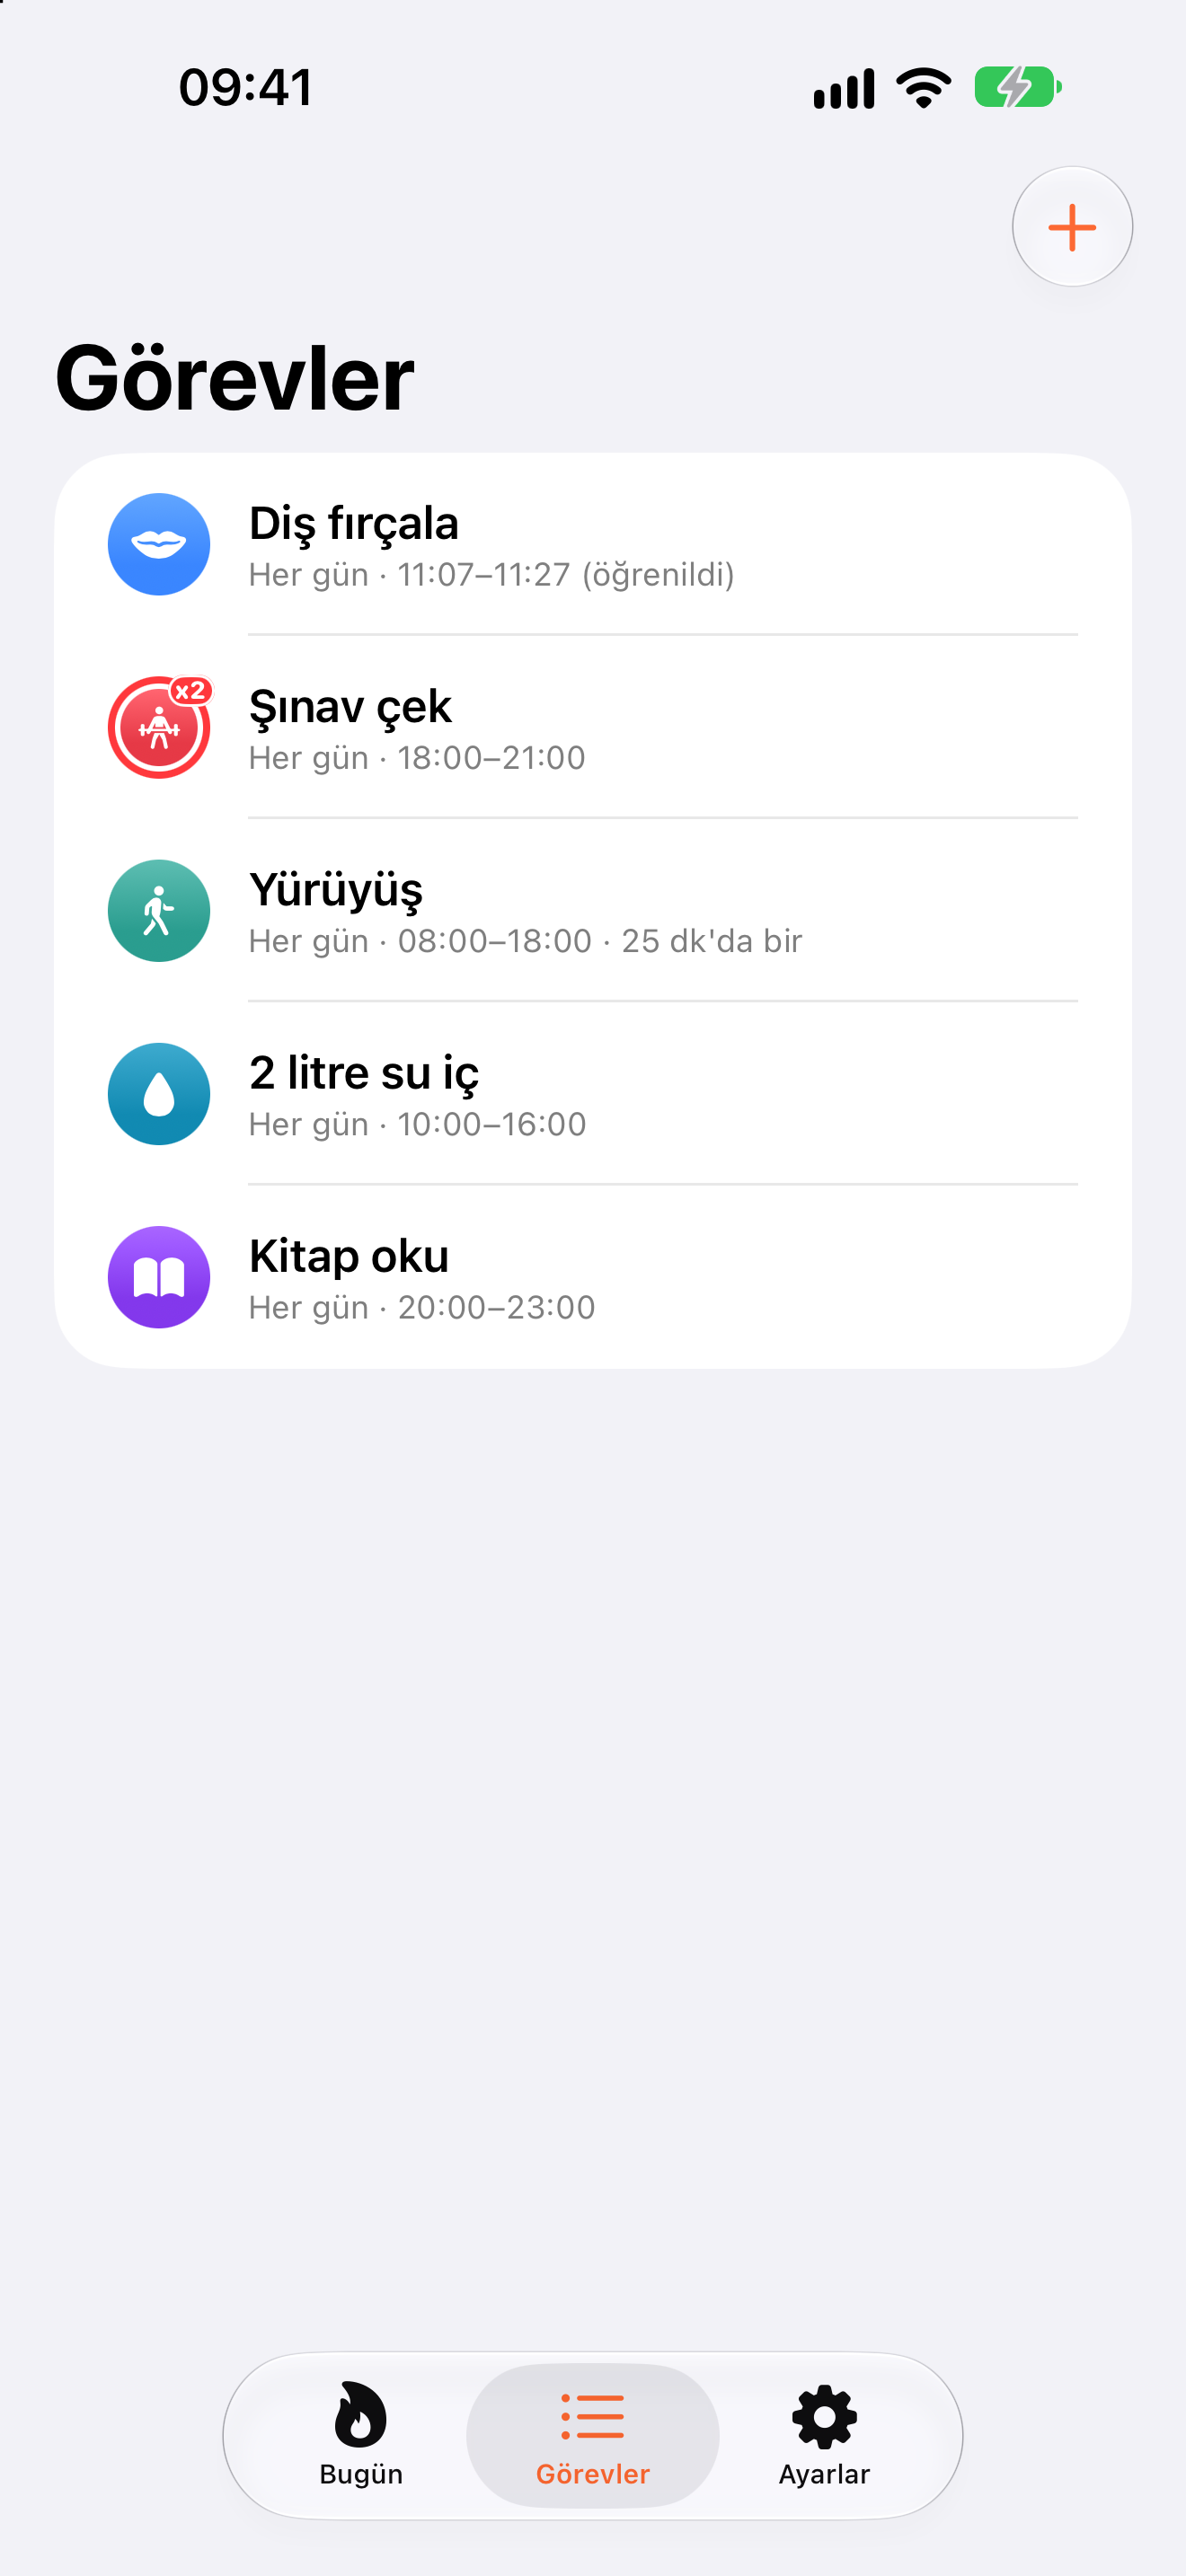 09:41
Görevler
Diş fırçala
Her gün · 11:07–11:27 (öğrenildi)
x2
Şınav çek
Her gün · 18:00–21:00
Yürüyüş
Her gün · 08:00–18:00 · 25 dk'da bir
2 litre su iç
Her gün · 10:00–16:00
Kitap oku
Her gün · 20:00–23:00
Bugün
Görevler
Ayarlar